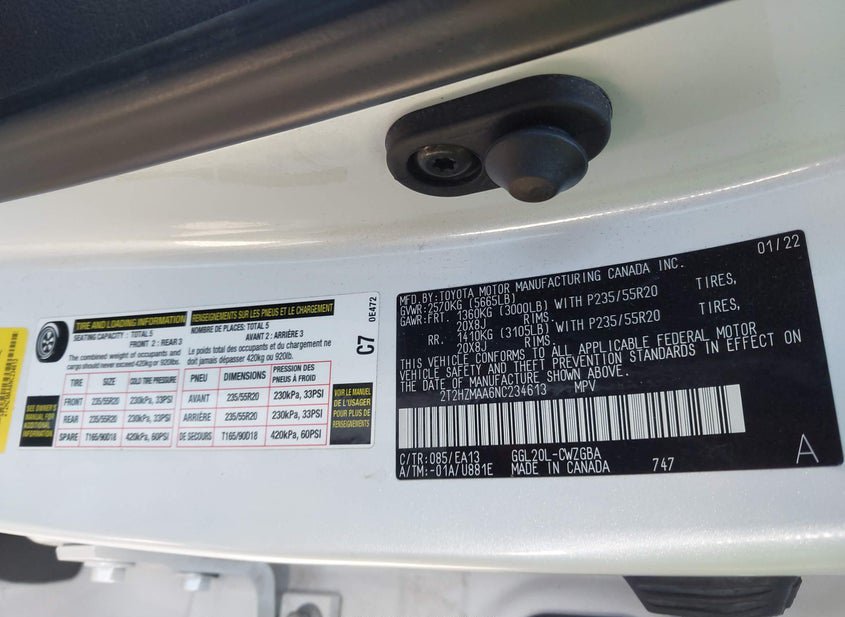 TIRE AND LOADING INFORMATION
SEATING CAPACITY : TOTAL 5
FRONT 2 : REAR 3
The combined weight of occupants and
cargo should never exceed 420kg or 920lbs.
RENSEIGNEMENTS SUR LES PNEUS ET LE CHARGEMENT
NOMBRE DE PLACES: TOTAL 5
AVANT 2 : ARRIÈRE 3
Le poids total des occupants et du chargement ne
doit jamais dépasser 420kg ou 920lb.
SEE OWNER'S
MANUAL FOR
ADDITIONAL
INFORMATION
TIRE SIZE COLD TIRE PRESSURE
FRONT 235/55R20 230kPa, 33PSI
REAR 235/55R20 230kPa, 33PSI
SPARE T165/90D18 420kPa, 60PSI
PNEU DIMENSIONS PRESSION DES PNEUS À FROID
AVANT 235/55R20 230kPa, 33PSI
ARRIÈRE 235/55R20 230kPa, 33PSI
DE SECOURS T165/90D18 420kPa, 60PSI
VOIR LE MANUEL
DE L'USAGER
POUR PLUS DE
RENSEIGNEMENTS
C7
0E472
01/22
MFD.BY:TOYOTA MOTOR MANUFACTURING CANADA INC.
GVWR:2570KG (5665LB)
GAWR:FRT. 1360KG (3000LB) WITH P235/55R20 TIRES,
20X8J RIMS.
RR. 1410KG (3105LB) WITH P235/55R20 TIRES,
20X8J RIMS.
THIS VEHICLE CONFORMS TO ALL APPLICABLE FEDERAL MOTOR
VEHICLE SAFETY AND THEFT PREVENTION STANDARDS IN EFFECT ON
THE DATE OF MANUFACTURE SHOWN ABOVE.
2T2HZMAA6NC234613 MPV
C/TR:085/EA13 GGL20L-CWZGBA
A/TM:-01A/U881E MADE IN CANADA 747
A